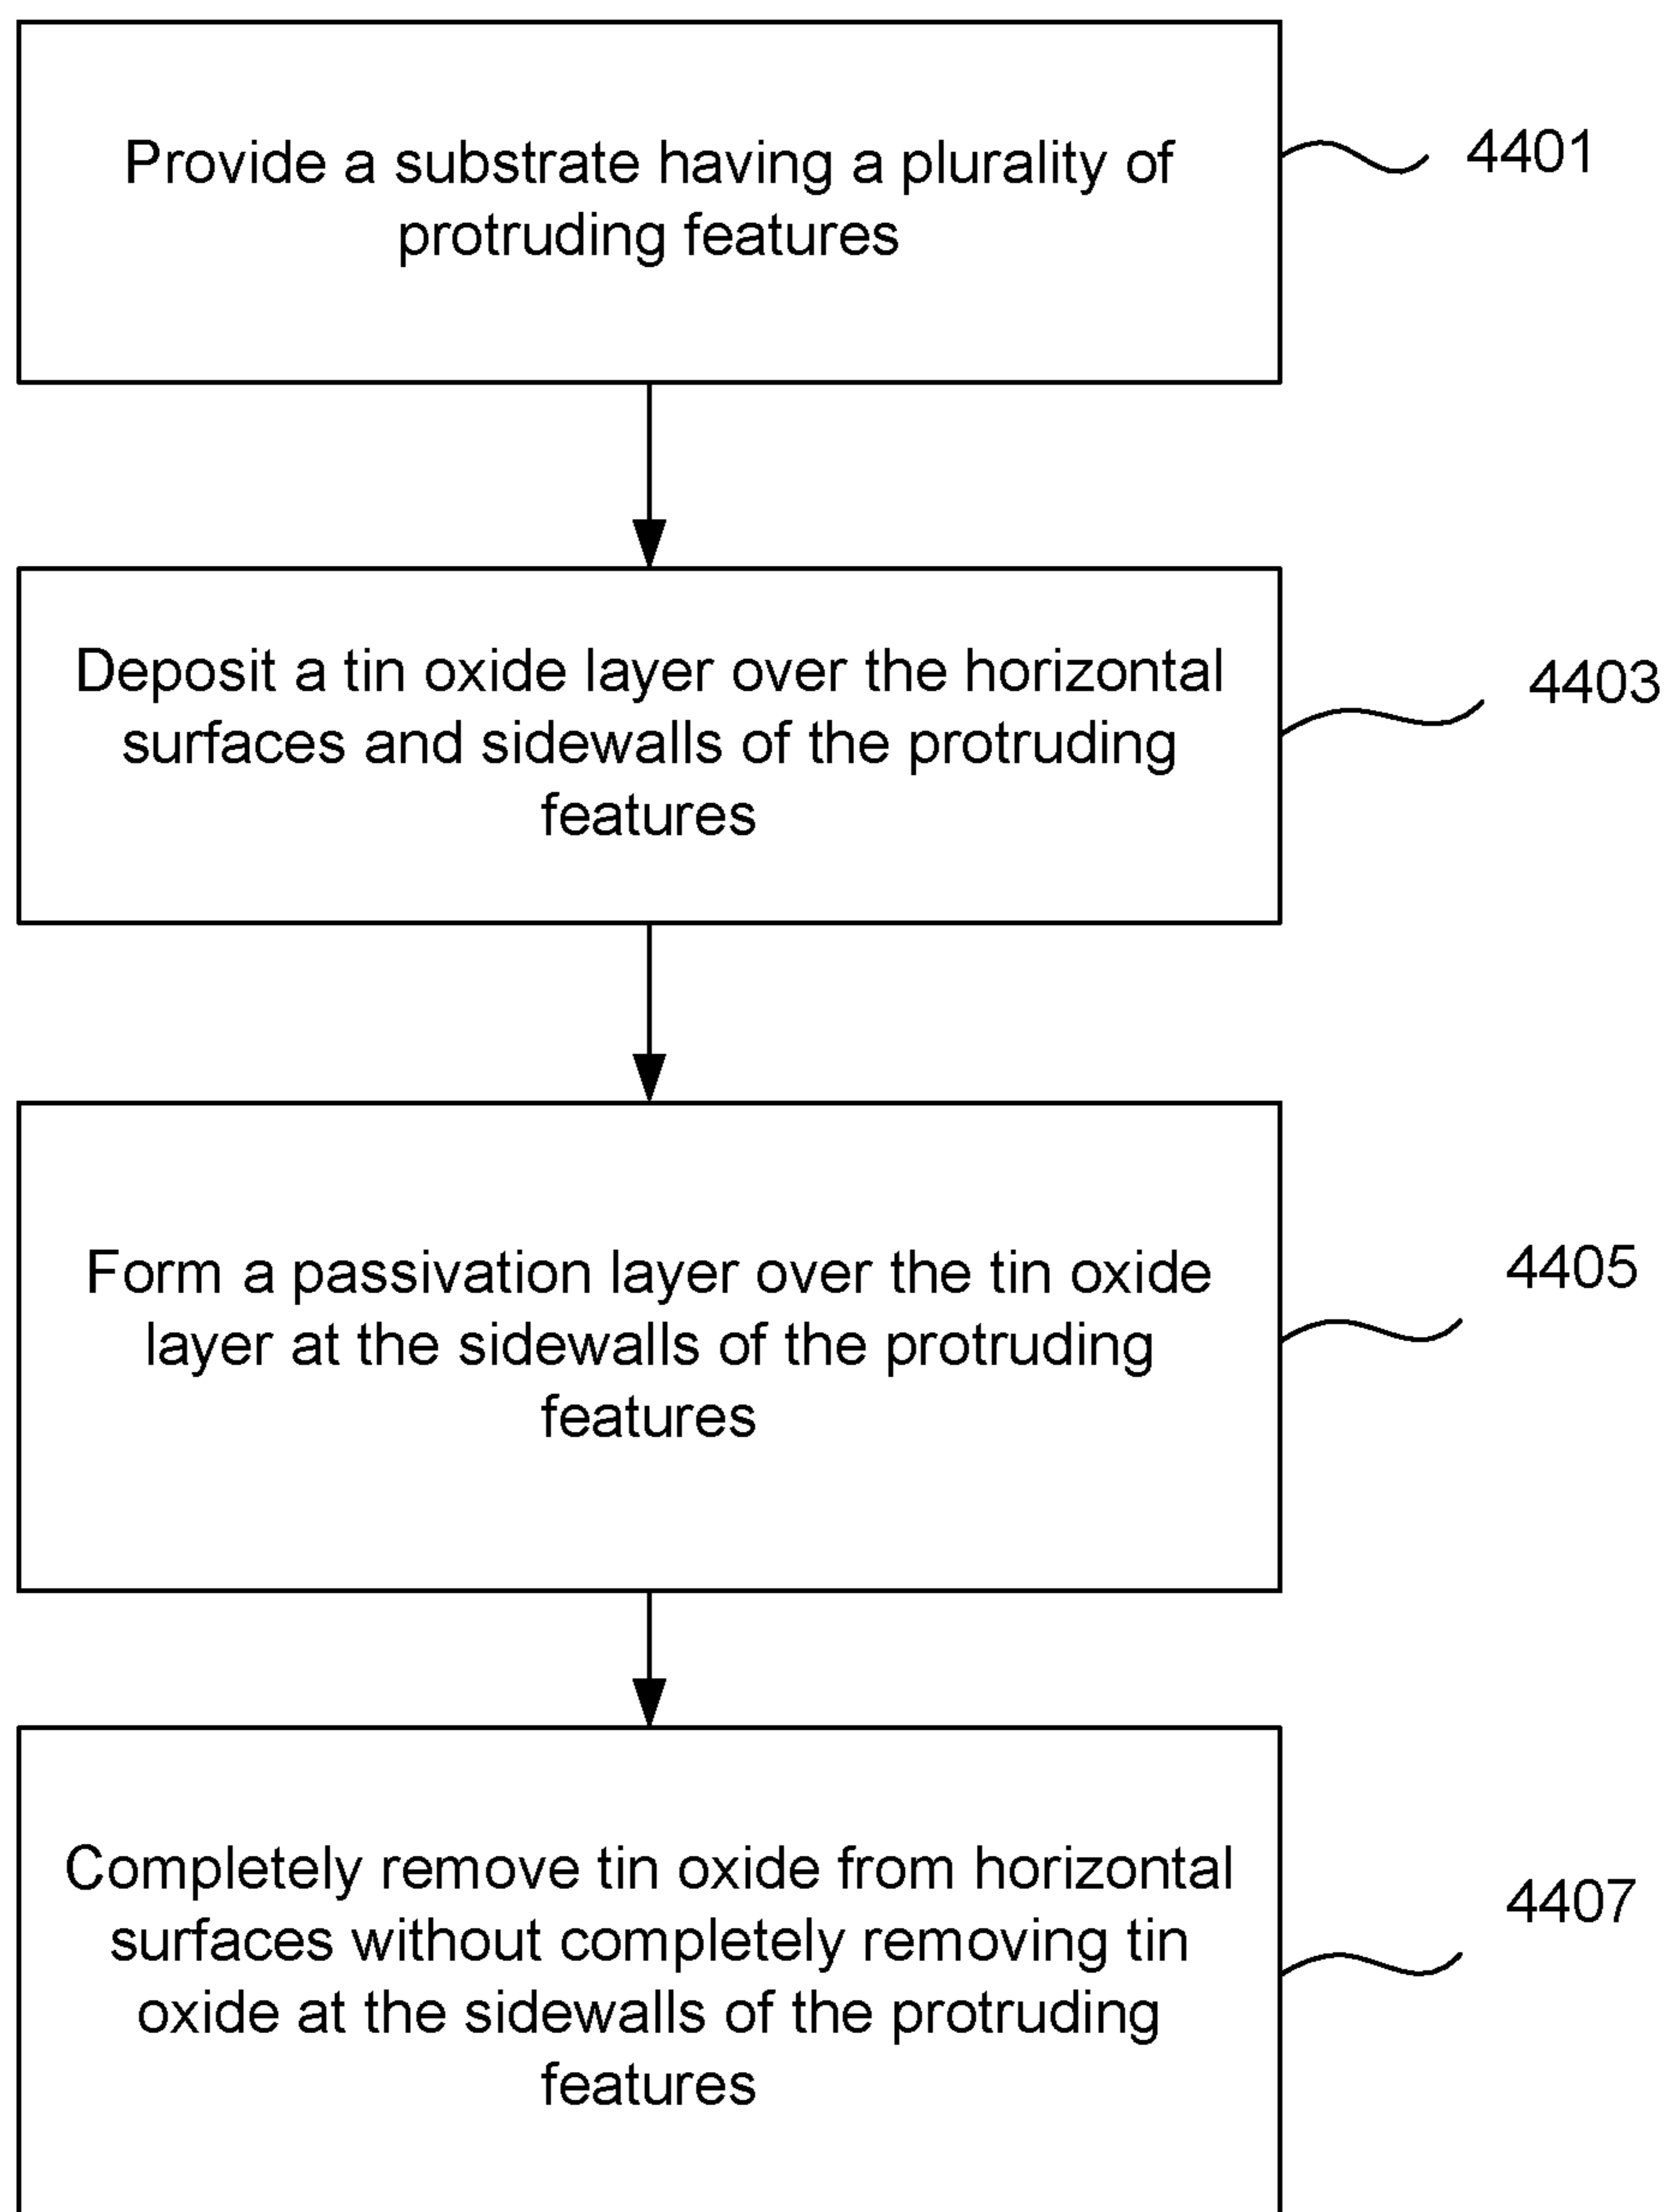 Provide a substrate having a plurality of
protruding features
4401
Deposit a tin oxide layer over the horizontal
surfaces and sidewalls of the protruding
features
4403
Form a passivation layer over the tin oxide
layer at the sidewalls of the protruding
features
4405
Completely remove tin oxide from horizontal
surfaces without completely removing tin
oxide at the sidewalls of the protruding
features
4407